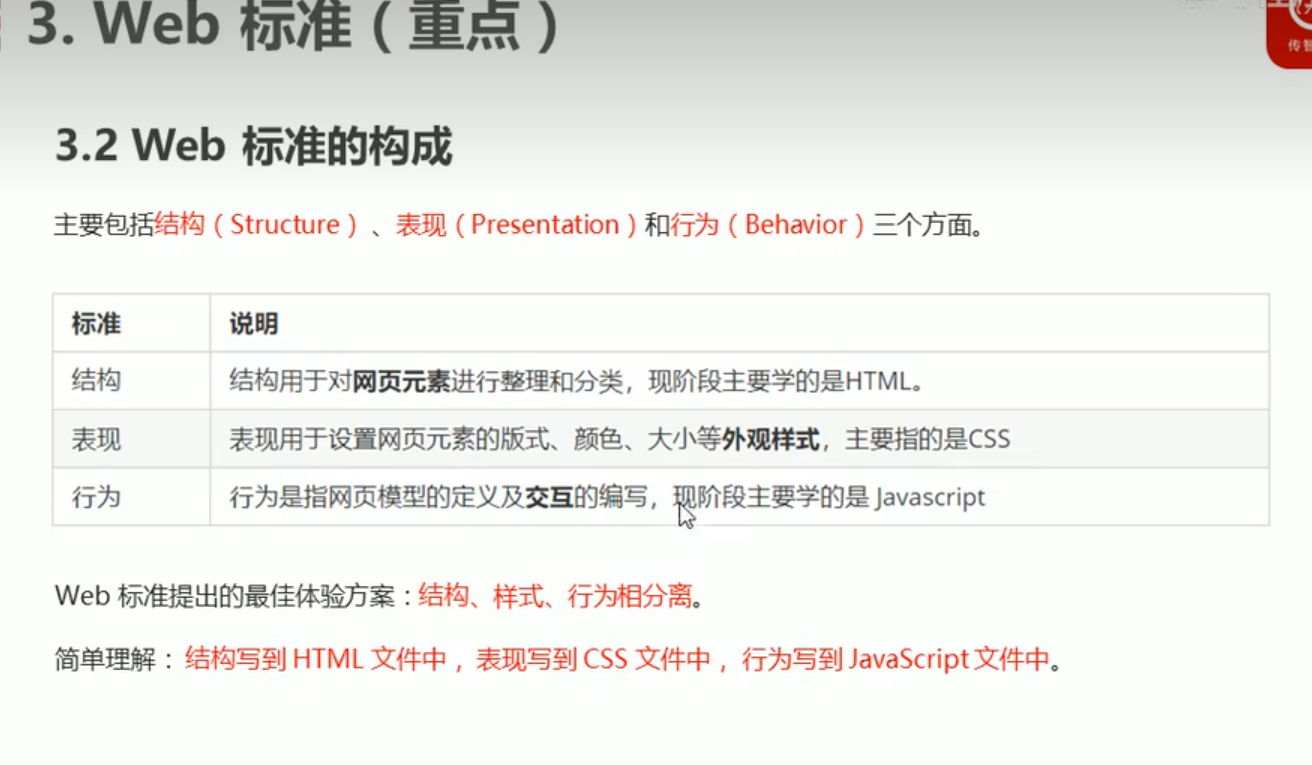 3. Web 标准（重点）
传智
3.2 Web 标准的构成
主要包括结构（Structure）、表现（Presentation）和行为（Behavior）三个方面。
标准 说明
结构 结构用于对网页元素进行整理和分类，现阶段主要学的是HTML。
表现 表现用于设置网页元素的版式、颜色、大小等外观样式，主要指的是CSS
行为 行为是指网页模型的定义及交互的编写，现阶段主要学的是 Javascript
Web 标准提出的最佳体验方案：结构、样式、行为相分离。
简单理解： 结构写到 HTML 文件中， 表现写到 CSS 文件中， 行为写到 JavaScript 文件中。